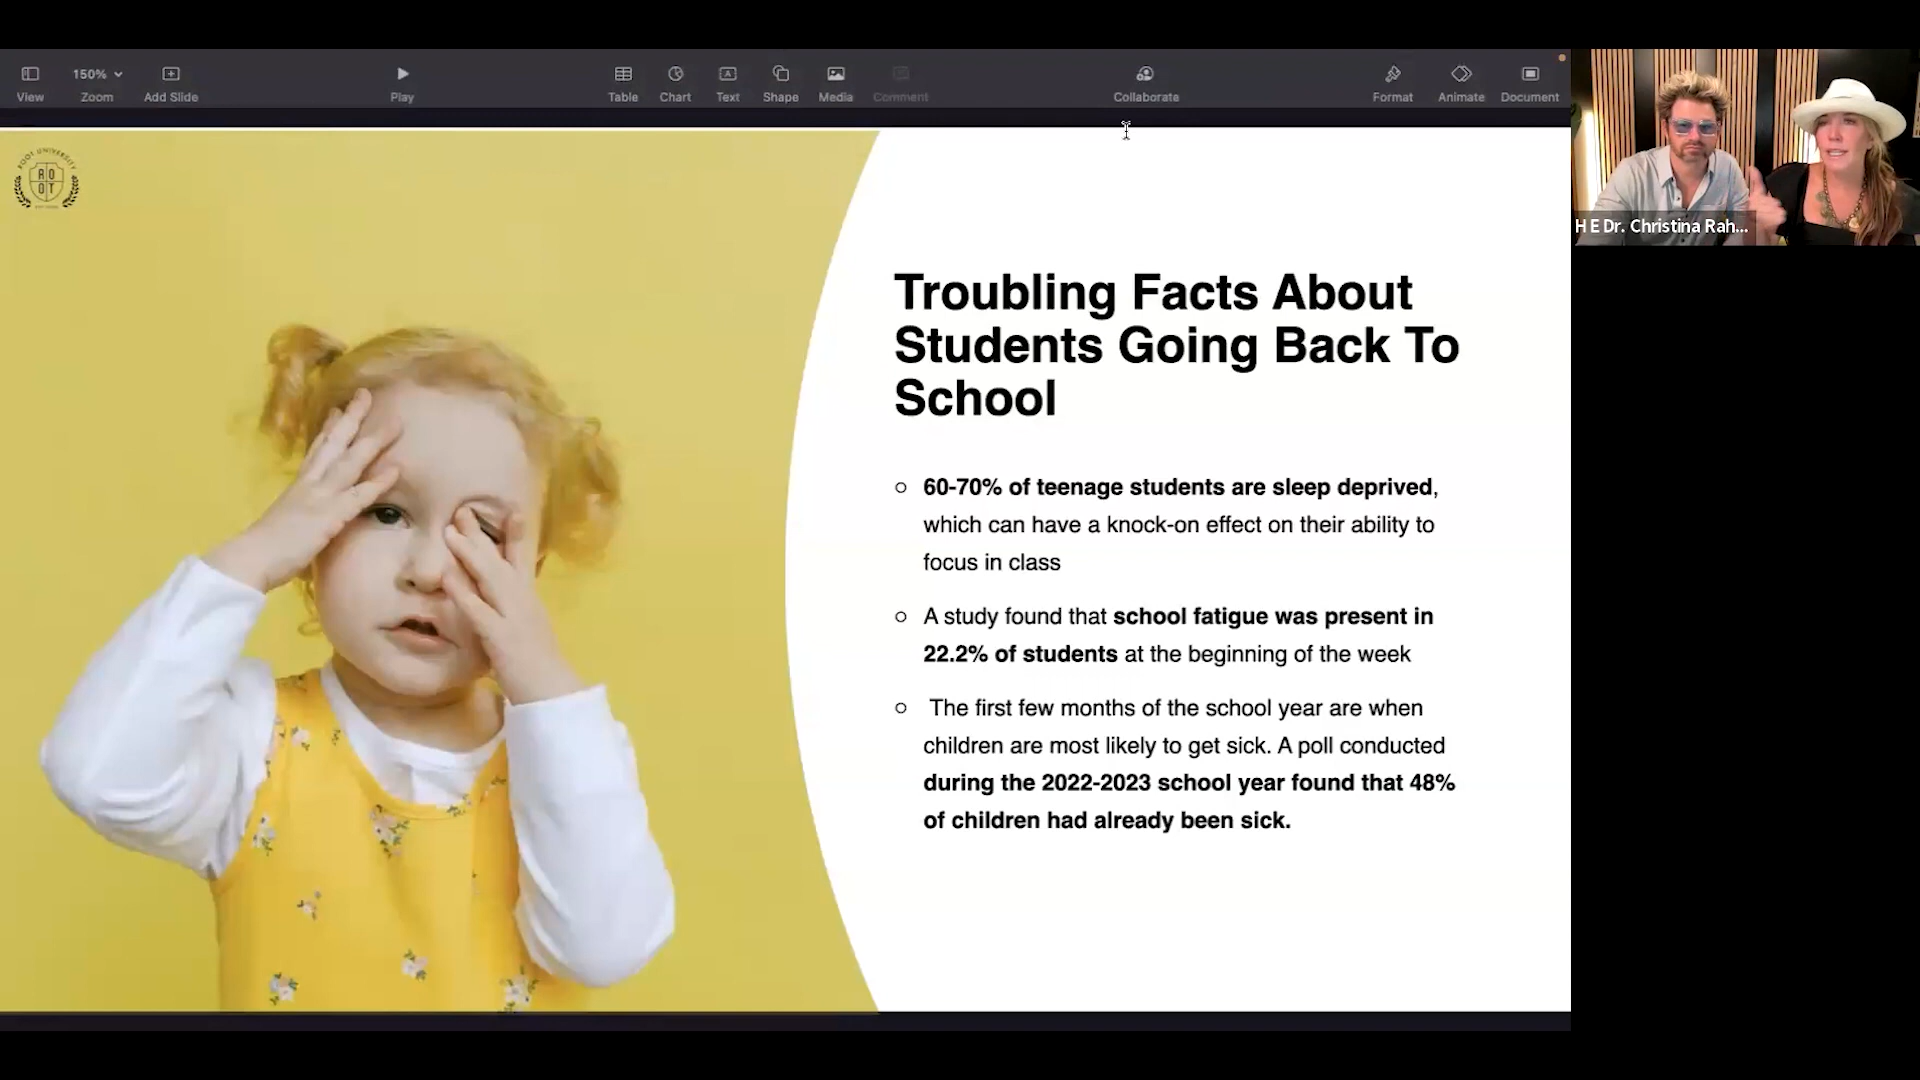 150%
View
Zoom
Add Slide
Play
Table
Chart
Text
Shape
Media
Comment
Collaborate
Format
Animate
Document
H E Dr. Christina Rah...
ROOT UNIVERSITY
RO
OT
Troubling Facts About
Students Going Back To
School
60-70% of teenage students are sleep deprived,
which can have a knock-on effect on their ability to
focus in class
A study found that school fatigue was present in
22.2% of students at the beginning of the week
The first few months of the school year are when
children are most likely to get sick. A poll conducted
during the 2022-2023 school year found that 48%
of children had already been sick.